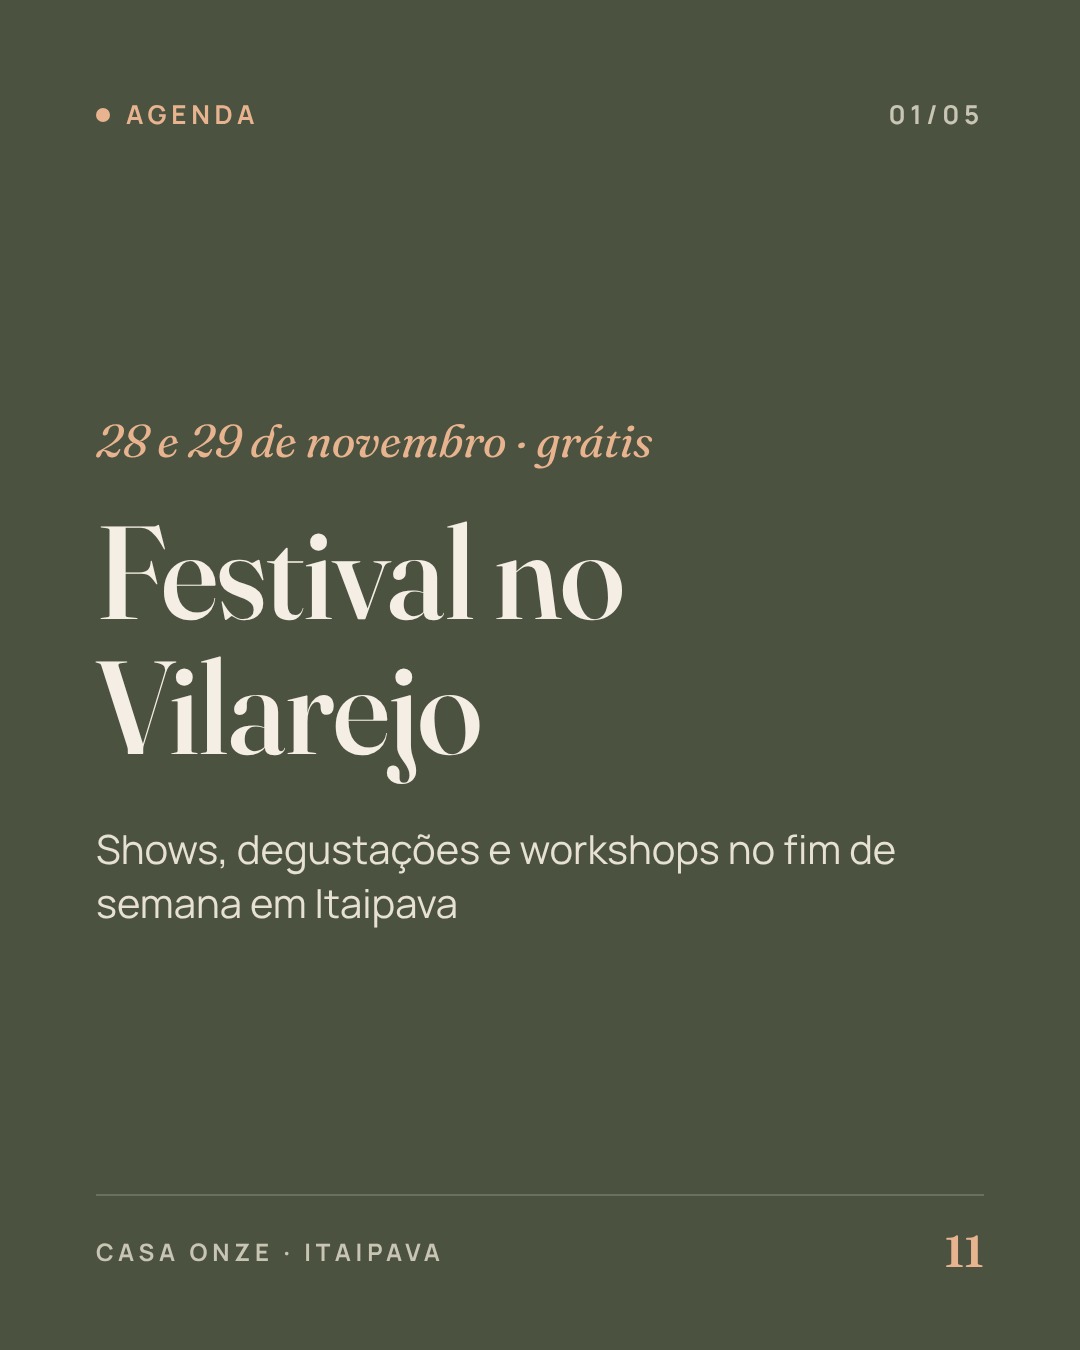 AGENDA
01/05
28 e 29 de novembro · grátis
Festival no
Vilarejo
Shows, degustações e workshops no fim de
semana em Itaipava
CASA ONZE · ITAIPAVA
11